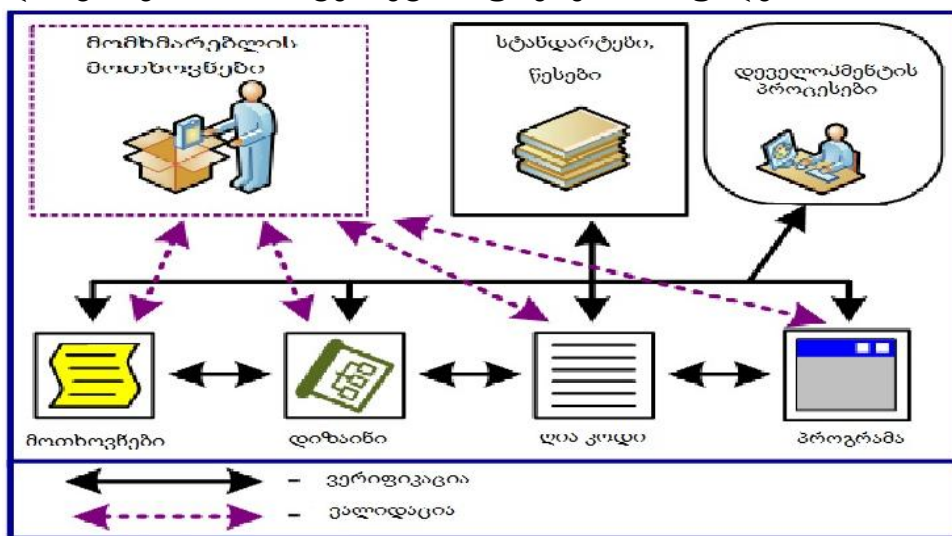 მომხმარებლის
მოთხოვნები
სტანდარტები,
წესები
დეველოპმენტის
პროცესები
მოთხოვნები
დიზაინი
ღია კოდი
პროგრამა
- ვერიფიკაცია
- ვალიდაცია